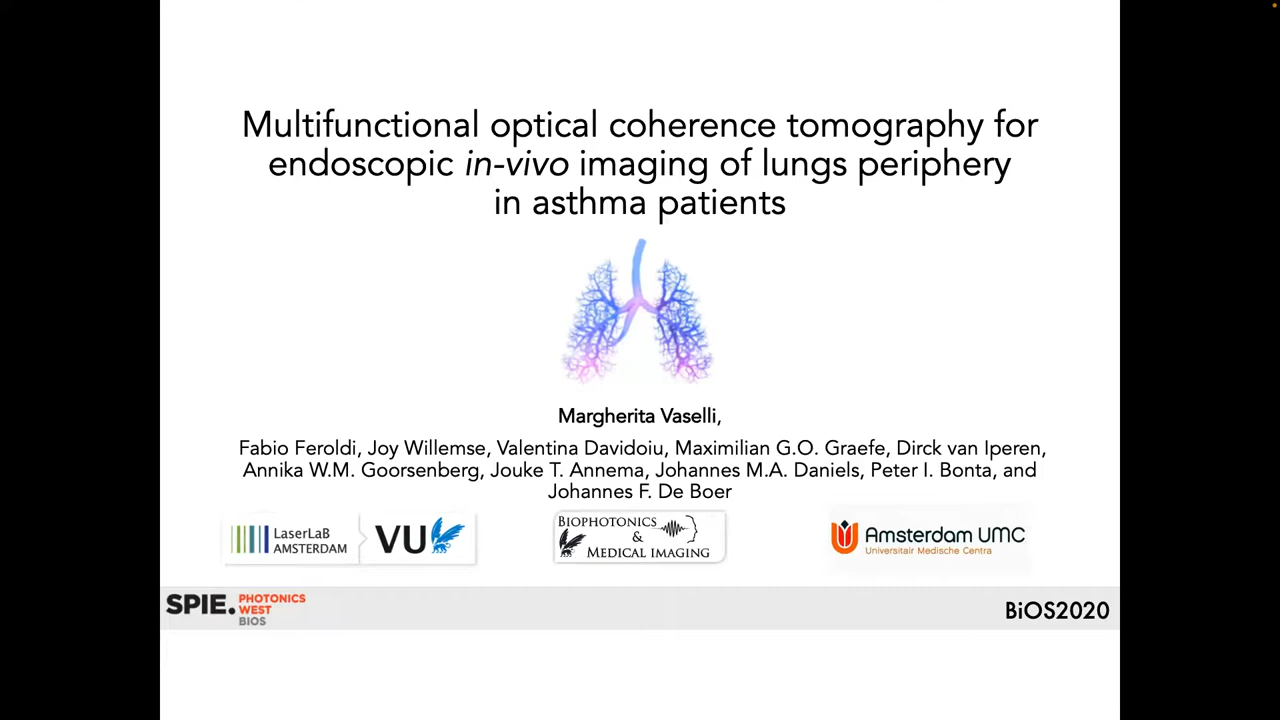 Multifunctional optical coherence tomography for
endoscopic in-vivo imaging of lungs periphery
in asthma patients
Margherita Vaselli,
Fabio Feroldi, Joy Willemse, Valentina Davidoiu, Maximilian G.O. Graefe, Dirck van Iperen,
Annika W.M. Goorsenberg, Jouke T. Annema, Johannes M.A. Daniels, Peter I. Bonta, and
Johannes F. De Boer
LaserLaB
AMSTERDAM
VU
BIOPHOTONICS
&
MEDICAL IMAGING
Amsterdam UMC
Universitair Medische Centra
SPIE. PHOTONICS
WEST
BIOS
BiOS2020